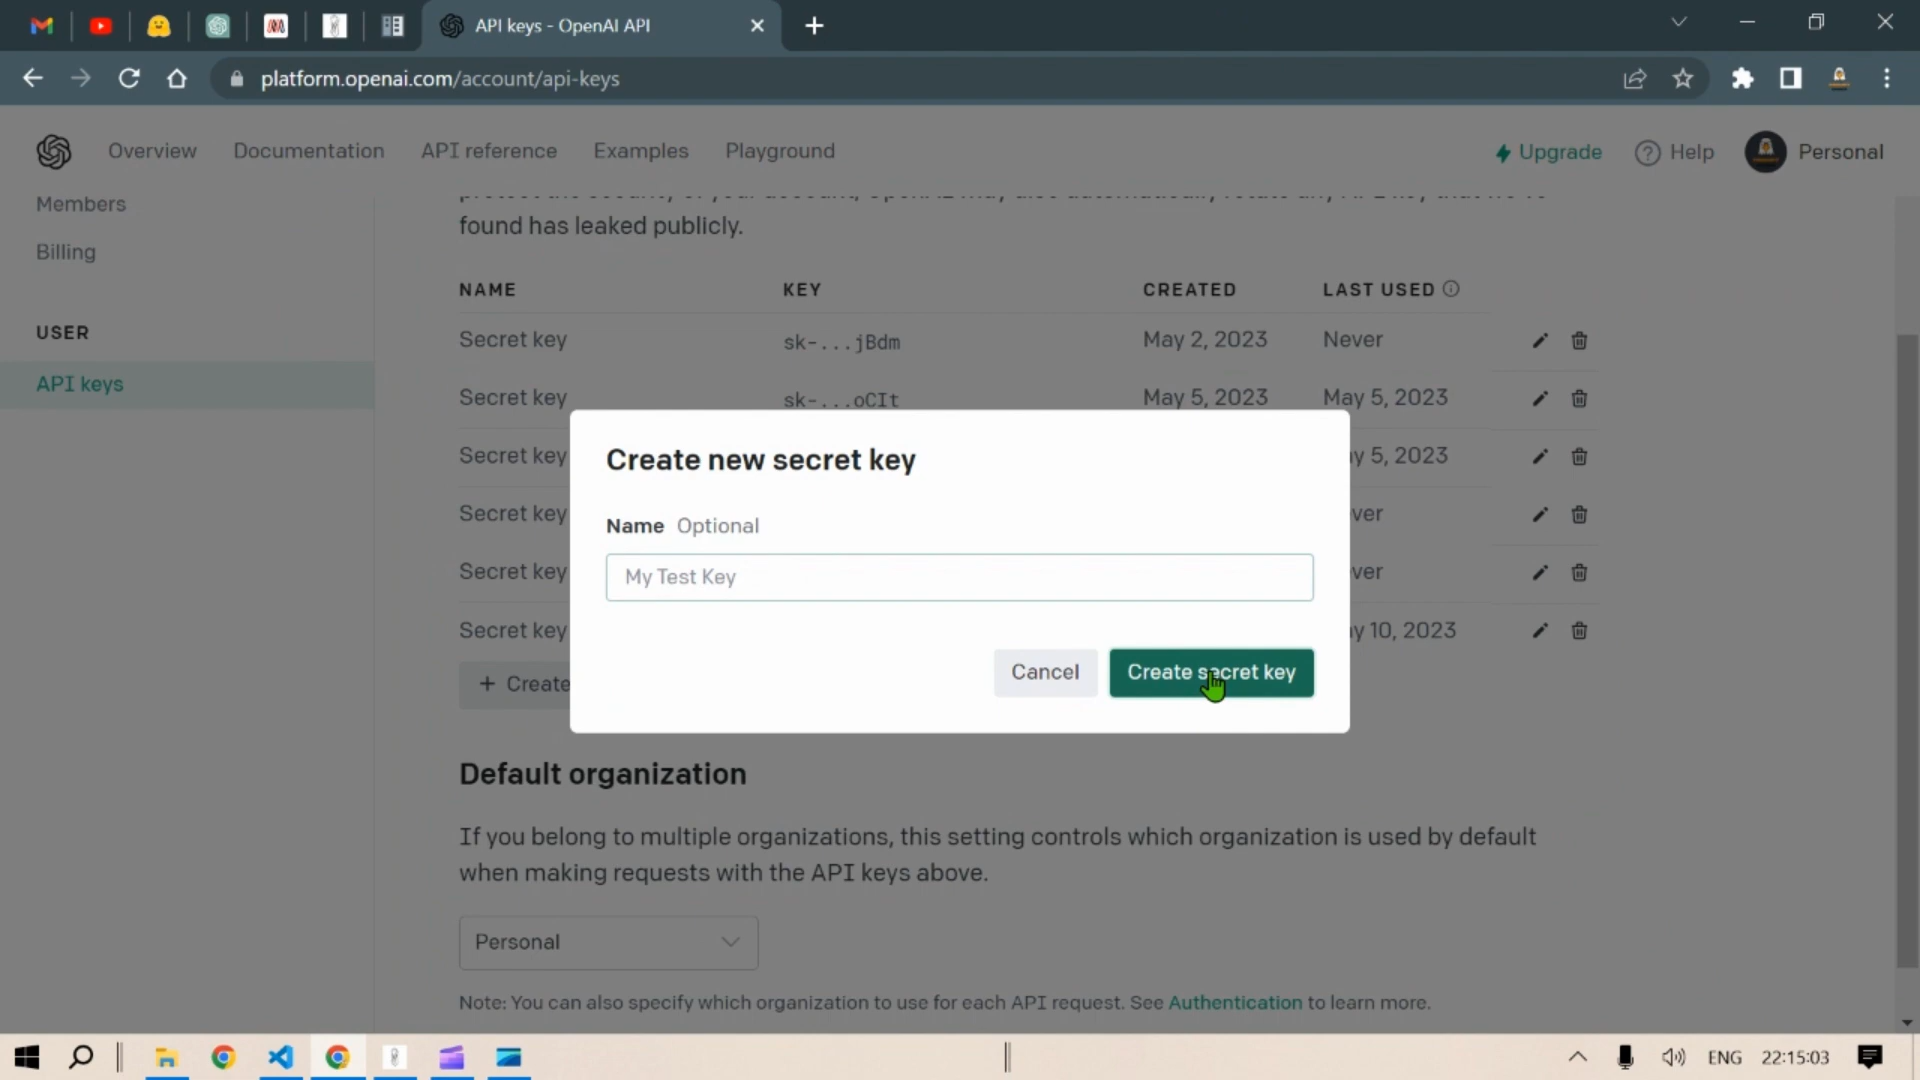 API keys - OpenAI API
platform.openai.com/account/api-keys
Overview Documentation API reference Examples Playground Upgrade Help Personal
Members
Billing
USER
API keys
found has leaked publicly.
NAME KEY CREATED LAST USED
Secret key sk-...jBdm May 2, 2023 Never
Secret key sk-...oCIt May 5, 2023 May 5, 2023
Secret key y 5, 2023
Secret key ver
Secret key ver
Secret key y 10, 2023
+ Create
Create new secret key
Name Optional
My Test Key
Cancel Create secret key
Default organization
If you belong to multiple organizations, this setting controls which organization is used by default
when making requests with the API keys above.
Personal
Note: You can also specify which organization to use for each API request. See Authentication to learn more.
ENG 22:15:03